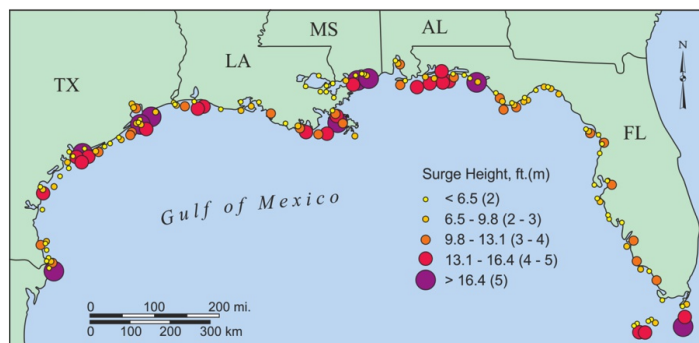 MS
AL
LA
TX
N
FL
Surge Height, ft.(m)
< 6.5 (2)
6.5 - 9.8 (2 - 3)
9.8 - 13.1 (3 - 4)
13.1 - 16.4 (4 - 5)
> 16.4 (5)
Gulf of Mexico
0 100 200 mi.
0 100 200 300 km